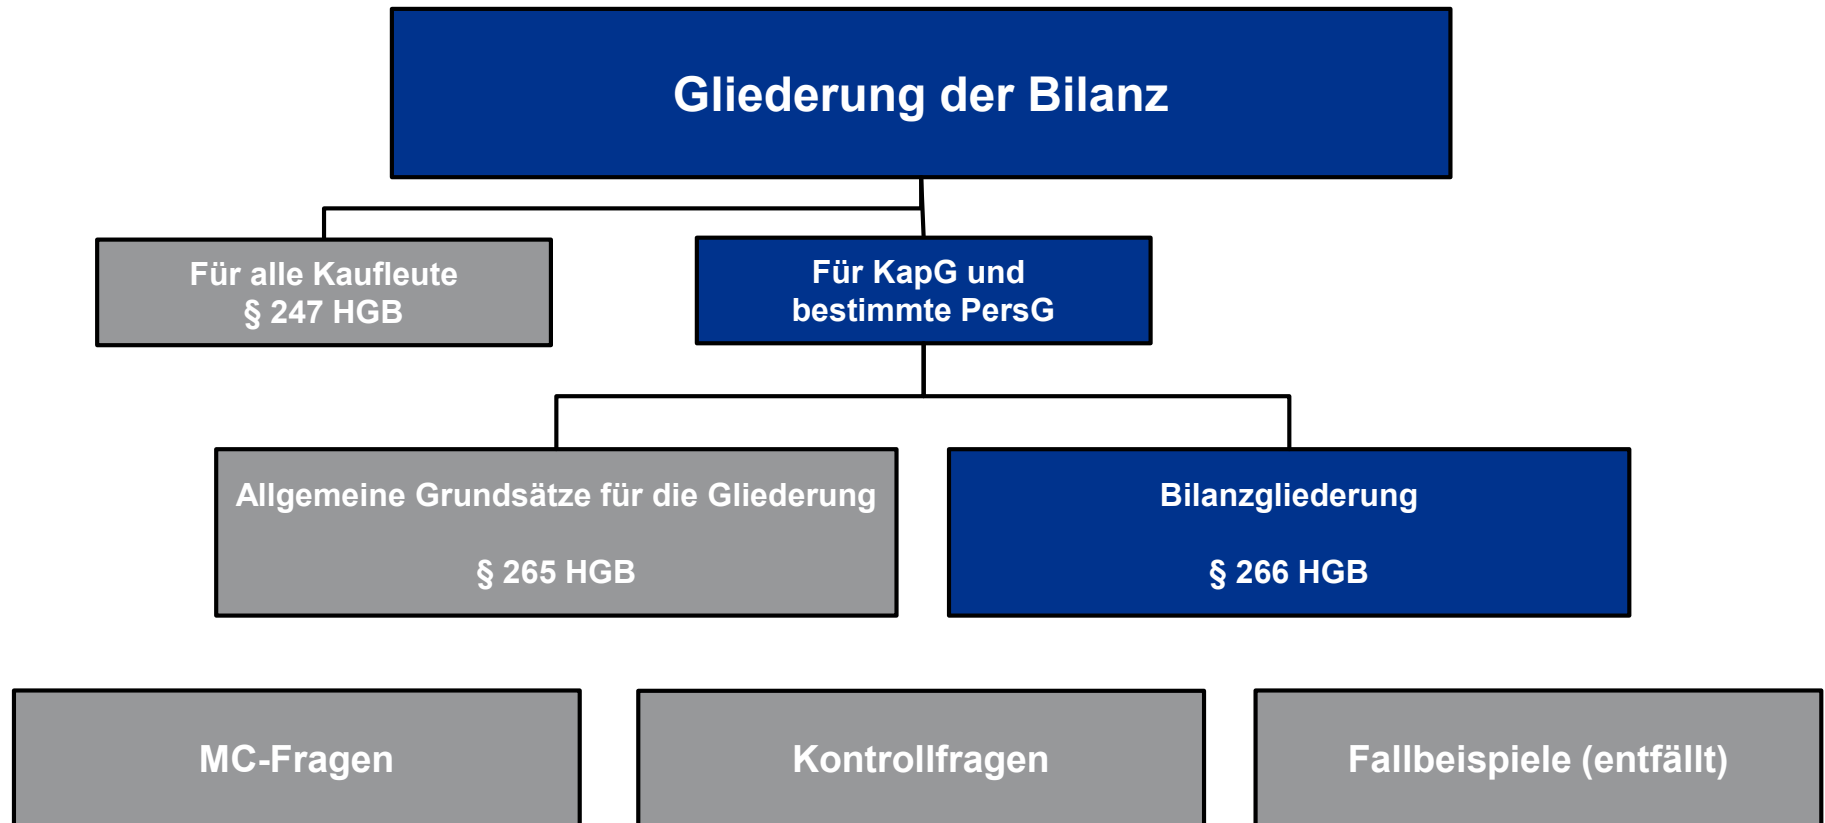 Gliederung der Bilanz
Für alle Kaufleute
§ 247 HGB
Für KapG und
bestimmte PersG
Allgemeine Grundsätze für die Gliederung
§ 265 HGB
Bilanzgliederung
§ 266 HGB
MC-Fragen
Kontrollfragen
Fallbeispiele (entfällt)